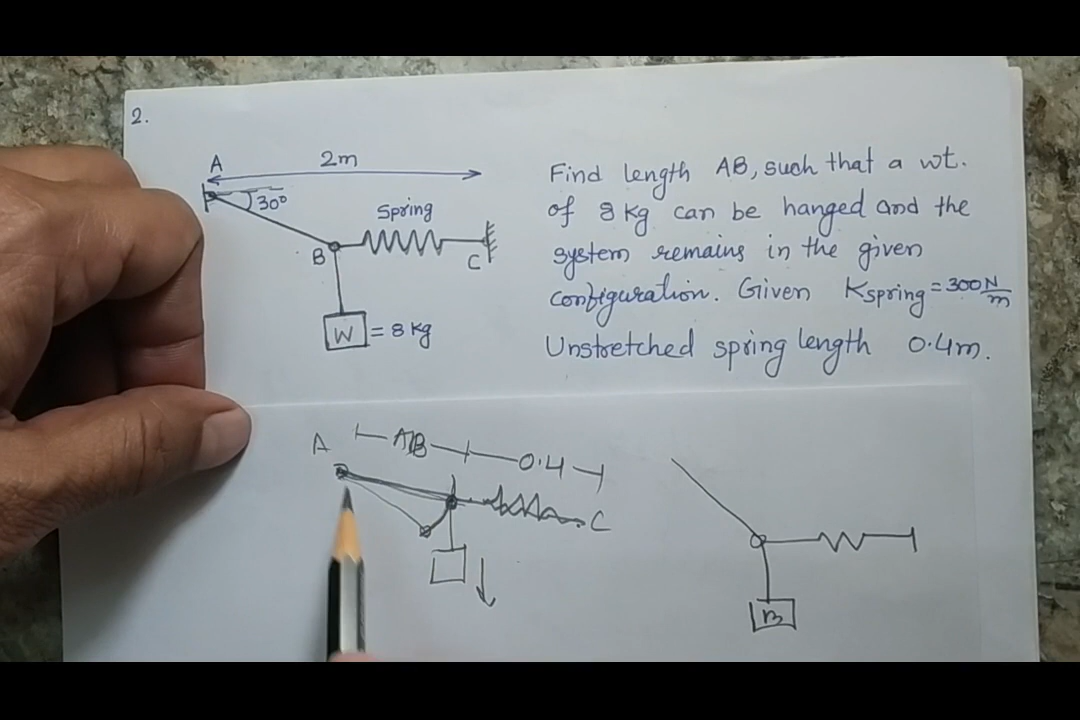 2.
A
2m
30°
Spring
B
C
W = 8 kg
Find length AB, such that a wt.
of 8 kg can be hanged and the
system remains in the given
configuration. Given Kspring = 300 N/m
Unstretched spring length 0.4m.
A
AB
0.4
C